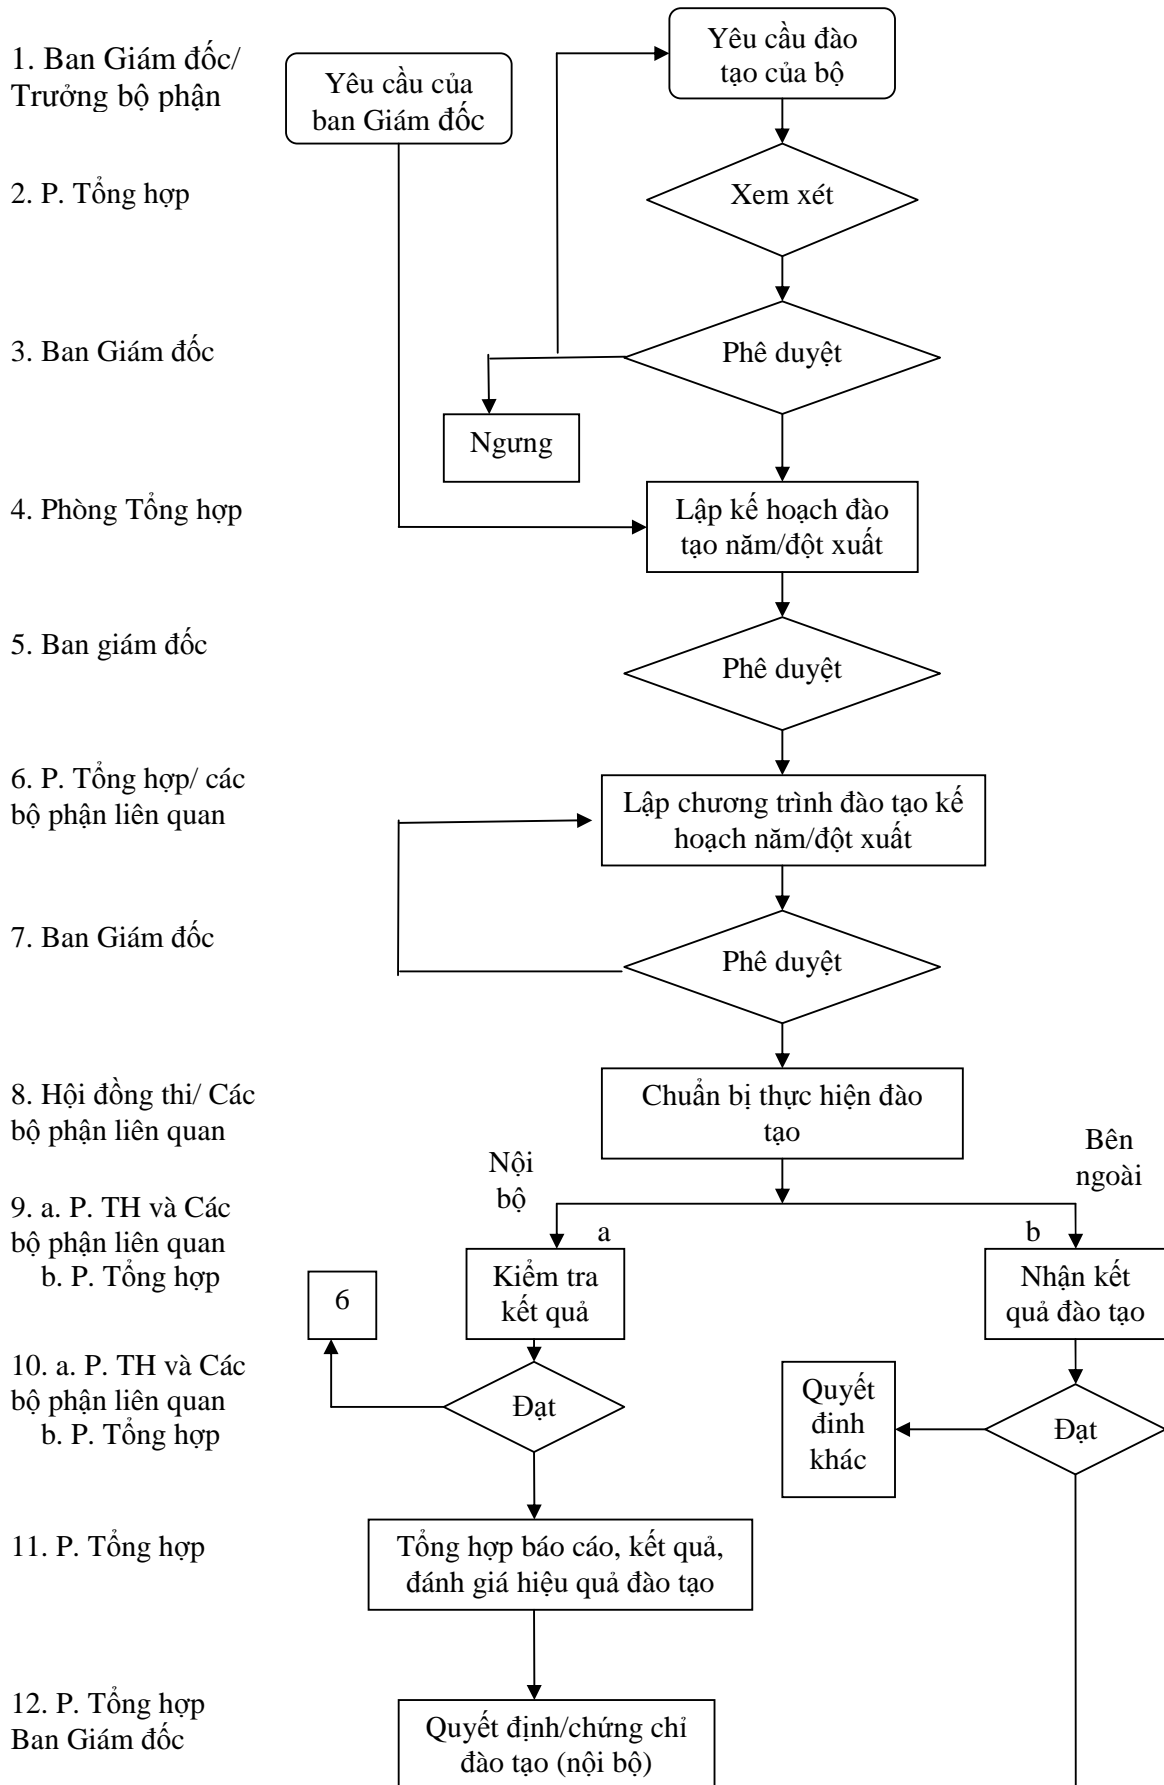 Yêu cầu đào
tạo của bộ
1. Ban Giám đốc/
Trưởng bộ phận
Yêu cầu của
ban Giám đốc
2. P. Tổng hợp
Xem xét
3. Ban Giám đốc
Phê duyệt
Ngưng
4. Phòng Tổng hợp
Lập kế hoạch đào
tạo năm/đột xuất
5. Ban giám đốc
Phê duyệt
6. P. Tổng hợp/ các
bộ phận liên quan
Lập chương trình đào tạo kế
hoạch năm/đột xuất
7. Ban Giám đốc
Phê duyệt
8. Hội đồng thi/ Các
bộ phận liên quan
Chuẩn bị thực hiện đào
tạo
Nội
bộ
Bên
ngoài
9. a. P. TH và Các
bộ phận liên quan
b. P. Tổng hợp
a
b
Kiểm tra
kết quả
Nhận kết
quả đào tạo
6
10. a. P. TH và Các
bộ phận liên quan
b. P. Tổng hợp
Đạt
Quyết
đinh
khác
Đạt
11. P. Tổng hợp
Tổng hợp báo cáo, kết quả,
đánh giá hiệu quả đào tạo
12. P. Tổng hợp
Ban Giám đốc
Quyết định/chứng chỉ
đào tạo (nội bộ)